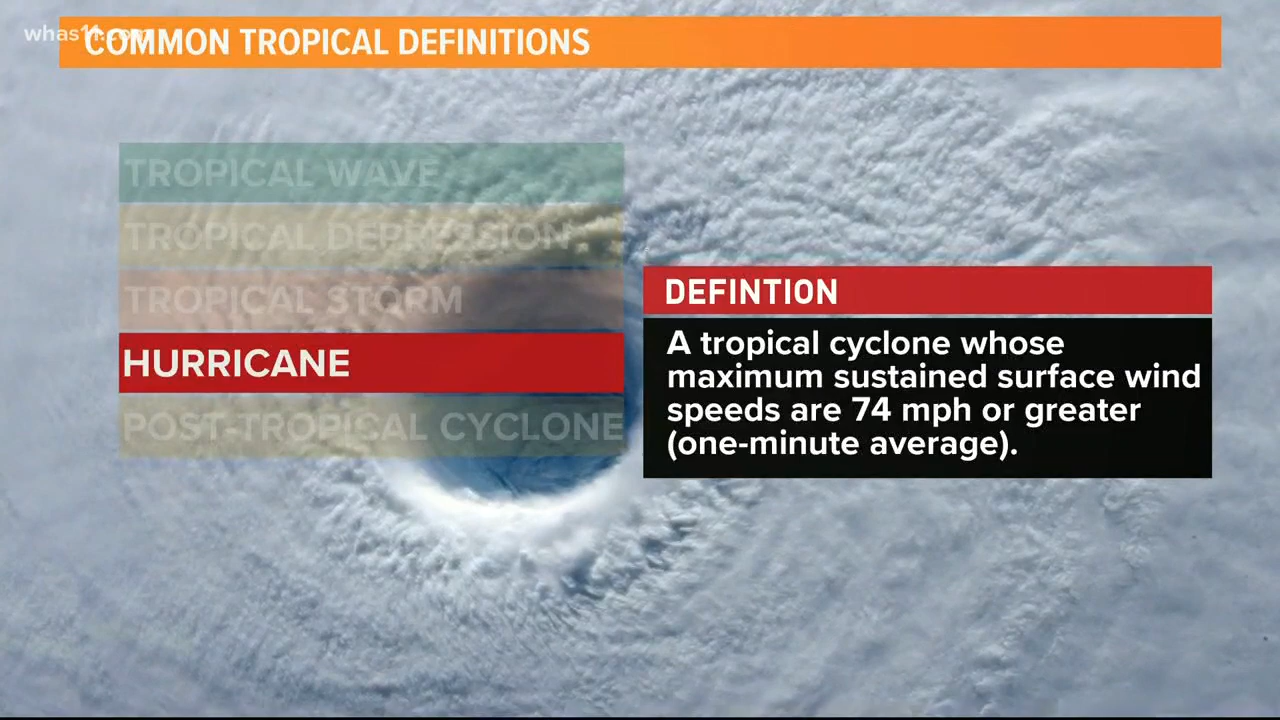 whas11.com
COMMON TROPICAL DEFINITIONS
TROPICAL WAVE
TROPICAL DEPRESSION
TROPICAL STORM
HURRICANE
POST-TROPICAL CYCLONE
DEFINTION
A tropical cyclone whose
maximum sustained surface wind
speeds are 74 mph or greater
(one-minute average).